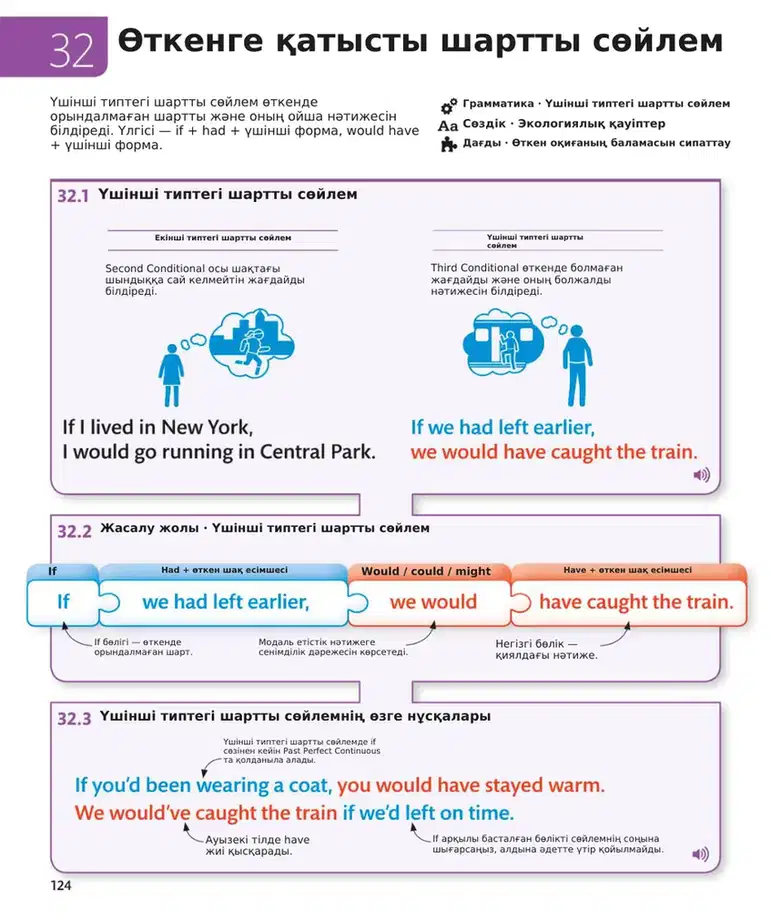 32
Өткенге қатысты шартты сөйлем
Үшінші типтегі шартты сөйлем өткенде
орындалмаған шартты және оның ойша нәтижесін
білдіреді. Үлгісі — if + had + үшінші форма, would have
+ үшінші форма.
Грамматика · Үшінші типтегі шартты сөйлем
Aa Сөздік · Экологиялық қауіптер
Дағды · Өткен оқиғаның баламасын сипаттау
32.1 Үшінші типтегі шартты сөйлем
Екінші типтегі шартты сөйлем
Second Conditional осы шақтағы
шындыққа сай келмейтін жағдайды
білдіреді.
Үшінші типтегі шартты
сөйлем
Third Conditional өткенде болмаған
жағдайды және оның болжалды
нәтижесін білдіреді.
If I lived in New York,
I would go running in Central Park.
If we had left earlier,
we would have caught the train.
32.2 Жасалу жолы · Үшінші типтегі шартты сөйлем
If
Had + өткен шақ есімшесі
Would / could / might
Have + өткен шақ есімшесі
If we had left earlier, we would have caught the train.
If бөлігі — өткенде
орындалмаған шарт.
Модаль етістік нәтижеге
сенімділік дәрежесін көрсетеді.
Негізгі бөлік —
қиялдағы нәтиже.
32.3 Үшінші типтегі шартты сөйлемнің өзге нұсқалары
Үшінші типтегі шартты сөйлемде if
сөзінен кейін Past Perfect Continuous
та қолданыла алады.
If you’d been wearing a coat, you would have stayed warm.
We would’ve caught the train if we’d left on time.
Ауызекі тілде have
жиі қысқарады.
If арқылы басталған бөлікті сөйлемнің соңына
шығарсаңыз, алдына әдетте үтір қойылмайды.
124